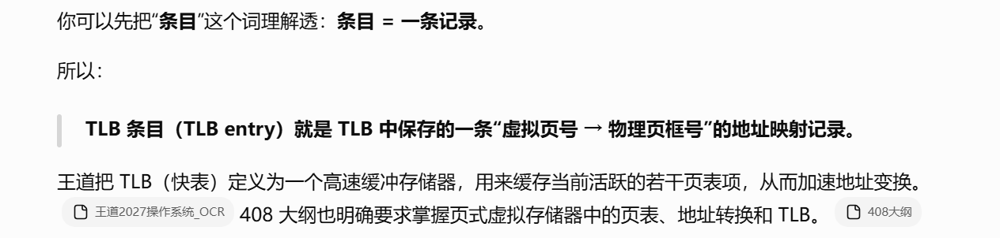 你可以先把“条目”这个词理解透：条目 = 一条记录。
所以：
TLB 条目（TLB entry）就是 TLB 中保存的一条“虚拟页号 → 物理页框号”的地址映射记录。
王道把 TLB（快表）定义为一个高速缓冲存储器，用来缓存当前活跃的若干页表项，从而加速地址变换。
王道2027操作系统_OCR 408 大纲也明确要求掌握页式虚拟存储器中的页表、地址转换和 TLB。 408大纲